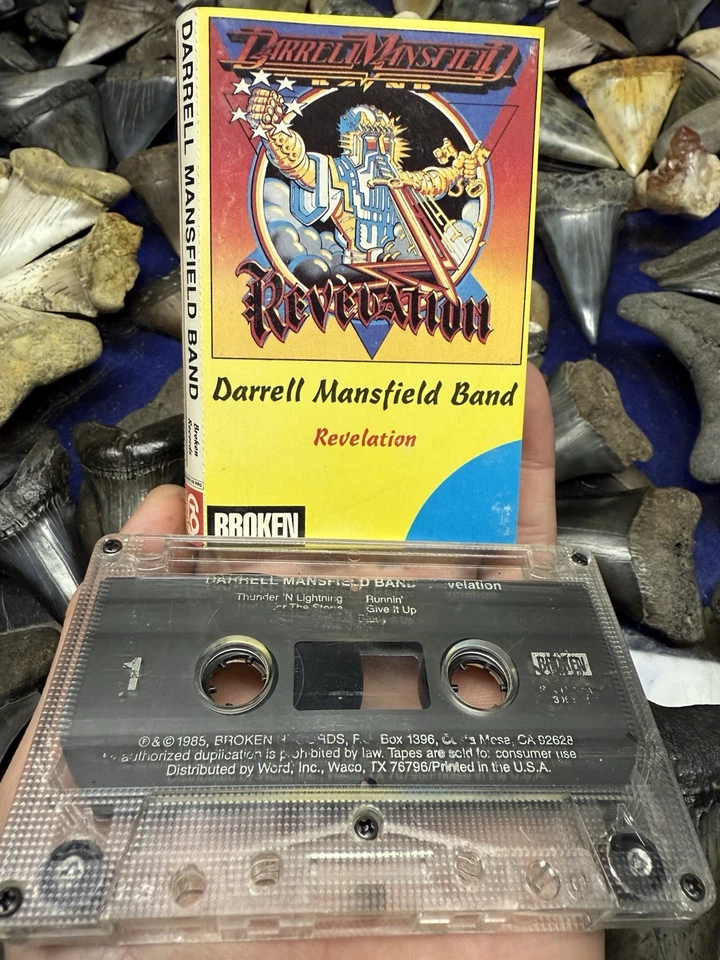 DARRELL MANSFIELD BAND
Broken
Records
DARRELL MANSFIELD
BAND
REVELATION
Darrell Mansfield Band
Revelation
BROKEN
DARRELL MANSFIELD BAND
Thunder 'N Lightning
Runnin'
The
Give It Up
1
BROKEN
℗ & © 1985, BROKEN Box 1396, Mesa, CA 92628
authorized duplication is prohibited by law. Tapes are sold for consumer use
Distributed by Word, Inc., Waco, TX 76796/Printed in the U.S.A.